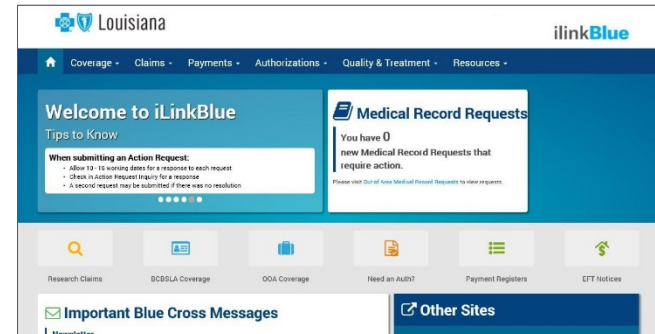 Louisiana
ilinkBlue
Coverage
Claims
Payments
Authorizations
Quality & Treatment
Resources
Welcome to iLinkBlue
Tips to Know
When submitting an Action Request:
Allow 10 - 15 working dates for a response to each request
Check in Action Request Inquiry for a response
A second request may be submitted if there was no resolution
Medical Record Requests
You have 0
new Medical Record Requests that
require action.
Please visit Out of Area Medical Record Requests to view requests.
Research Claims
BCBSLA Coverage
OOA Coverage
Need an Auth?
Payment Registers
EFT Notices
Important Blue Cross Messages
Other Sites
Newsletter